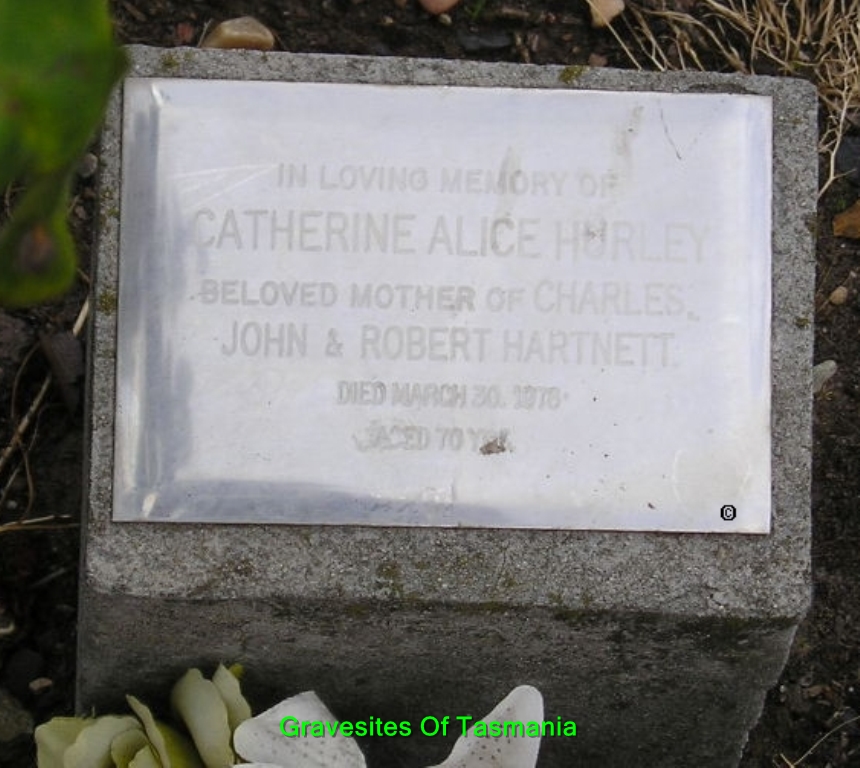 IN LOVING MEMORY OF
CATHERINE ALICE HURLEY
BELOVED MOTHER OF CHARLES,
JOHN & ROBERT HARTNETT.
DIED MARCH 30. 1976
AGED 70 YRS.
©
Gravesites Of Tasmania